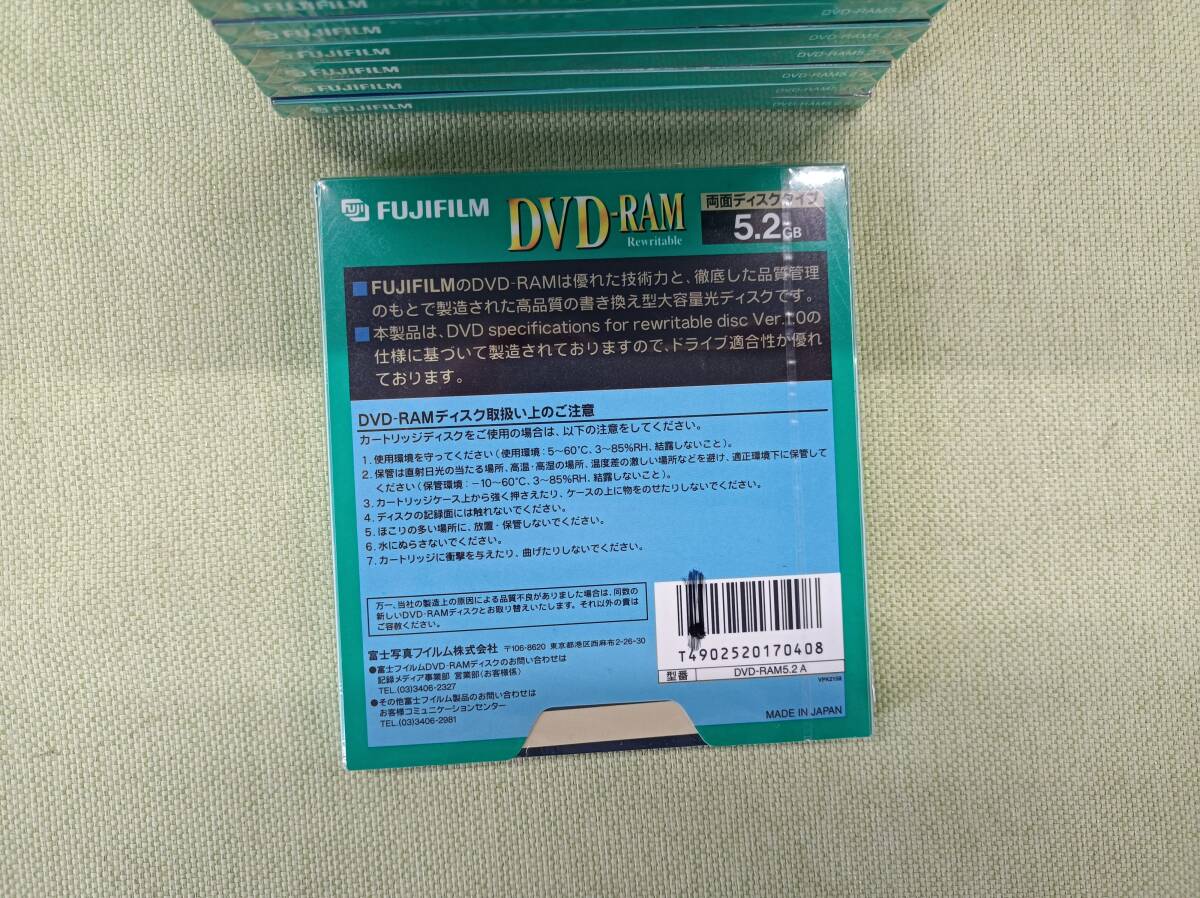 FUJIFILM DVD-RAM5.2 A
FUJIFILM DVD-RAM5.2 A
FUJIFILM DVD-RAM5.2 A
FUJIFILM DVD-RAM5.2 A
FUJIFILM
FUJIFILM
FUJI FUJIFILM DVD-RAM 両面ディスクタイプ
Rewritable 5.2GB
■FUJIFILMのDVD-RAMは優れた技術力と、徹底した品質管理
のもとで製造された高品質の書き換え型大容量光ディスクです。
■本製品は、DVD specifications for rewritable disc Ver.1.0の
仕様に基づいて製造されておりますので、ドライブ適合性が優れ
ております。
DVD-RAMディスク取扱い上のご注意
カートリッジディスクをご使用の場合は、以下の注意をしてください。
1. 使用環境を守ってください(使用環境:5~60℃、3~85%RH、結露しないこと)。
2. 保管は直射日光の当たる場所、高温・高湿の場所、温度差の激しい場所などを避け、適正環境下に保管して
ください(保管環境:-10~60℃、3~85%RH、結露しないこと)。
3. カートリッジケース上から強く押さえたり、ケースの上に物をのせたりしないでください。
4. ディスクの記録面には触れないでください。
5. ほこりの多い場所に、放置・保管しないでください。
6. 水にぬらさないでください。
7. カートリッジに衝撃を与えたり、曲げたりしないでください。
万一、当社の製造上の原因による品質不良がありました場合は、同数の
新しいDVD-RAMディスクとお取り替えいたします。それ以外の責は
ご容赦ください。
富士写真フイルム株式会社 〒106-8620 東京都港区西麻布2-26-30
●富士フイルムDVD-RAMディスクのお問い合わせは
記録メディア事業部 営業部(お客様係)
TEL.(03)3406-2327
●その他富士フイルム製品のお問い合わせは
お客様コミュニケーションセンター
TEL.(03)3406-2981
T4902520170408
型番 DVD-RAM5.2 A
VPK2158
MADE IN JAPAN